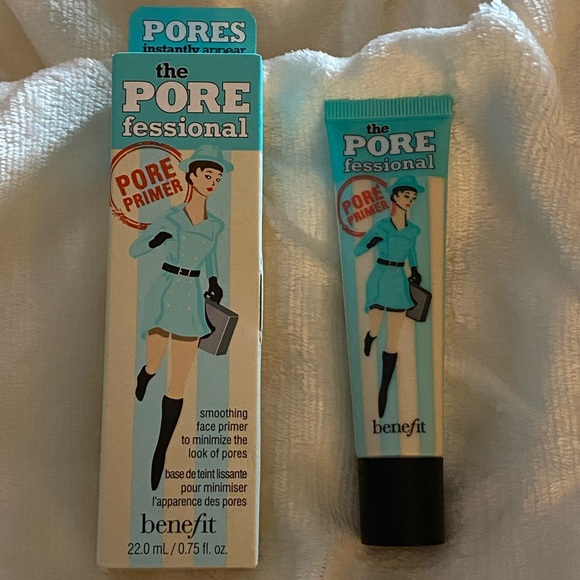 PORES
instantly appear
the
PORE
fessional
PORE
PRIMER
smoothing
face primer
to minimize the
look of pores
base de teint lissante
pour minimiser
l'apparence des pores
benefit
22.0 mL / 0.75 fl. oz.
the
PORE
fessional
PORE
PRIMER
benefit